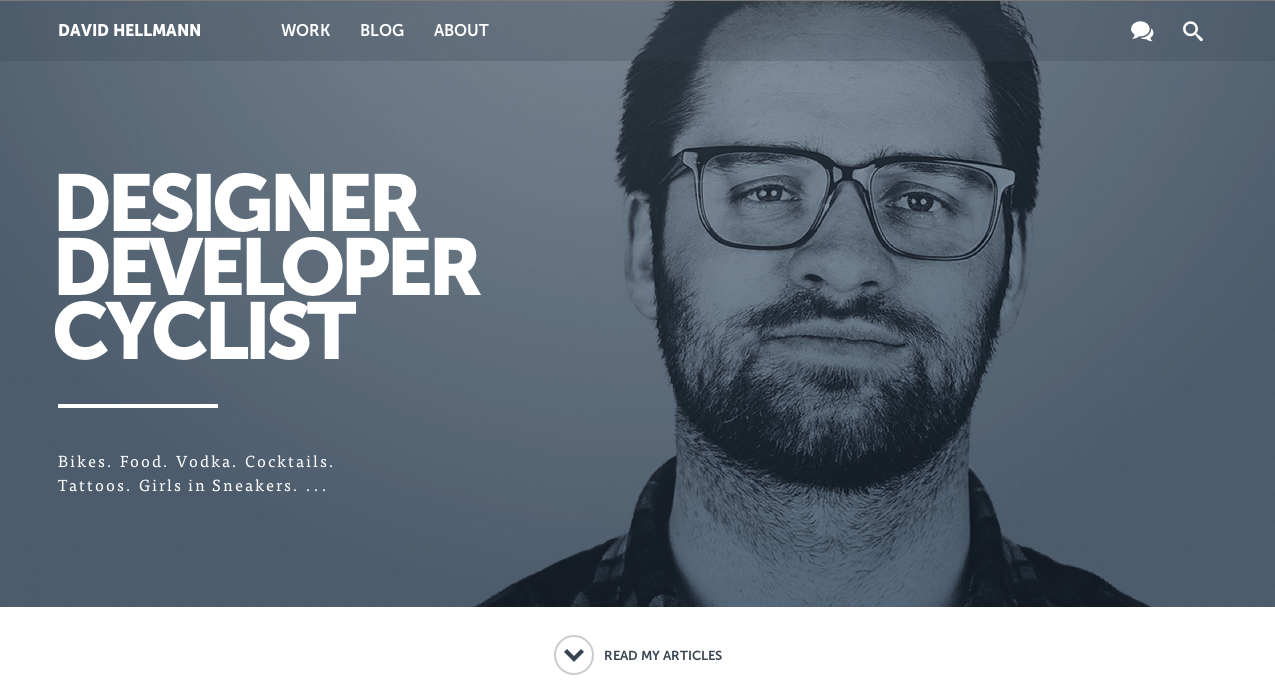 DAVID HELLMANN WORK BLOG ABOUT
DESIGNER
DEVELOPER
CYCLIST
Bikes. Food. Vodka. Cocktails.
Tattoos. Girls in Sneakers. ...
READ MY ARTICLES